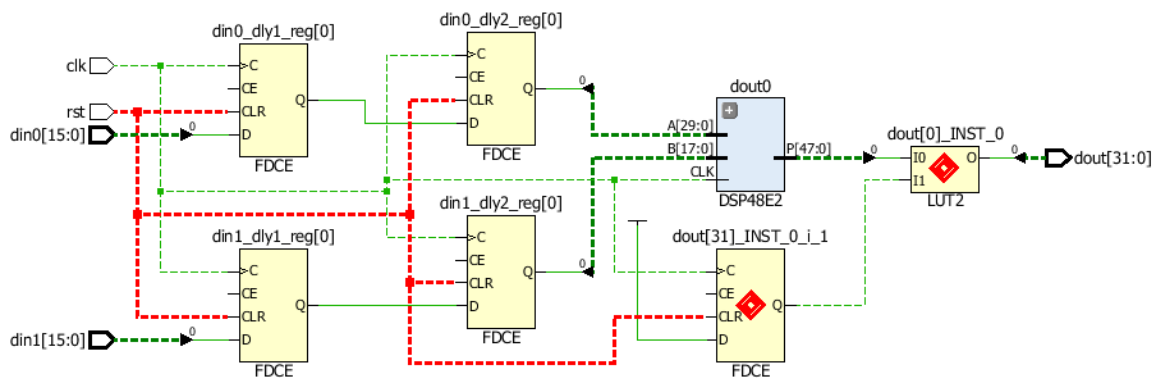 clk
rst
din0[15:0]
din1[15:0]
din0_dly1_reg[0]
C
CE
CLR
D
Q
FDCE
0
din0_dly2_reg[0]
C
CE
CLR
D
Q
FDCE
0
din1_dly1_reg[0]
C
CE
CLR
D
Q
FDCE
0
din1_dly2_reg[0]
C
CE
CLR
D
Q
FDCE
0
dout0
+
A[29:0]
B[17:0]
CLK
P[47:0]
DSP48E2
dout[31]_INST_0_i_1
C
CE
CLR
D
Q
FDCE
dout[0]_INST_0
0
I0
I1
O
LUT2
0
dout[31:0]